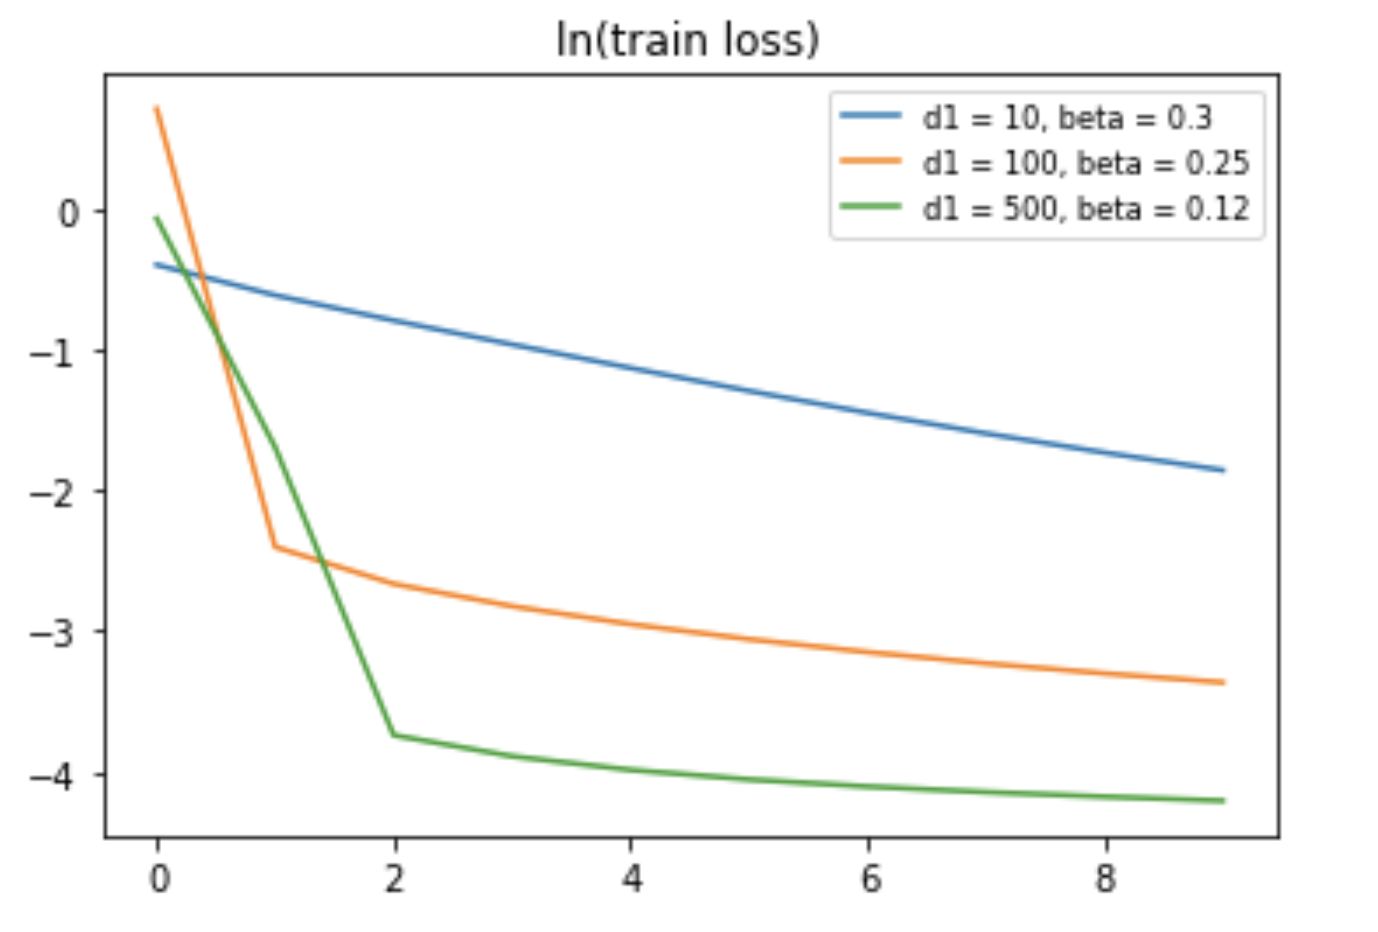 ln(train loss)
d1 = 10, beta = 0.3
d1 = 100, beta = 0.25
d1 = 500, beta = 0.12
0
−1
−2
−3
−4
0 2 4 6 8